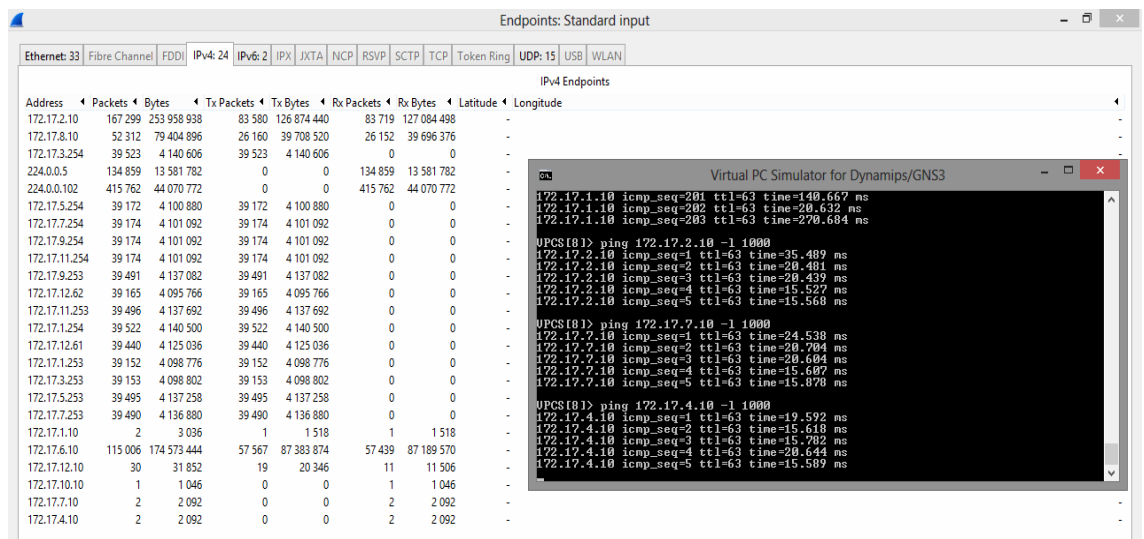 Endpoints: Standard input
Ethernet: 33 Fibre Channel FDDI IPv4: 24 IPv6: 2 IPX JXTA NCP RSVP SCTP TCP Token Ring UDP: 15 USB WLAN
IPv4 Endpoints
Address Packets Bytes Tx Packets Tx Bytes Rx Packets Rx Bytes Latitude Longitude
172.17.2.10 167 299 253 958 938 83 580 126 874 440 83 719 127 084 498 - -
172.17.8.10 52 312 79 404 896 26 160 39 708 520 26 152 39 696 376 - -
172.17.3.254 39 523 4 140 606 39 523 4 140 606 0 0 - -
224.0.0.5 134 859 13 581 782 0 0 134 859 13 581 782 -
224.0.0.102 415 762 44 070 772 0 0 415 762 44 070 772 -
172.17.5.254 39 172 4 100 880 39 172 4 100 880 0 0 -
172.17.7.254 39 174 4 101 092 39 174 4 101 092 0 0 -
172.17.9.254 39 174 4 101 092 39 174 4 101 092 0 0 -
172.17.11.254 39 174 4 101 092 39 174 4 101 092 0 0 -
172.17.9.253 39 491 4 137 082 39 491 4 137 082 0 0 -
172.17.12.62 39 165 4 095 766 39 165 4 095 766 0 0 -
172.17.11.253 39 496 4 137 692 39 496 4 137 692 0 0 -
172.17.1.254 39 522 4 140 500 39 522 4 140 500 0 0 -
172.17.12.61 39 440 4 125 036 39 440 4 125 036 0 0 -
172.17.1.253 39 152 4 098 776 39 152 4 098 776 0 0 -
172.17.3.253 39 153 4 098 802 39 153 4 098 802 0 0 -
172.17.5.253 39 495 4 137 258 39 495 4 137 258 0 0 -
172.17.7.253 39 490 4 136 880 39 490 4 136 880 0 0 -
172.17.1.10 2 3 036 1 1 518 1 1 518 -
172.17.6.10 115 006 174 573 444 57 567 87 383 874 57 439 87 189 570 -
172.17.12.10 30 31 852 19 20 346 11 11 506 -
172.17.10.10 1 1 046 0 0 1 1 046 -
172.17.7.10 2 2 092 0 0 2 2 092 - -
172.17.4.10 2 2 092 0 0 2 2 092 - -
Virtual PC Simulator for Dynamips/GNS3
172.17.1.10 icmp_seq=201 ttl=63 time=140.667 ms
172.17.1.10 icmp_seq=202 ttl=63 time=20.632 ms
172.17.1.10 icmp_seq=203 ttl=63 time=270.684 ms
VPCS[8]> ping 172.17.2.10 -l 1000
172.17.2.10 icmp_seq=1 ttl=63 time=35.489 ms
172.17.2.10 icmp_seq=2 ttl=63 time=20.481 ms
172.17.2.10 icmp_seq=3 ttl=63 time=20.439 ms
172.17.2.10 icmp_seq=4 ttl=63 time=15.527 ms
172.17.2.10 icmp_seq=5 ttl=63 time=15.568 ms
VPCS[8]> ping 172.17.7.10 -l 1000
172.17.7.10 icmp_seq=1 ttl=63 time=24.538 ms
172.17.7.10 icmp_seq=2 ttl=63 time=20.704 ms
172.17.7.10 icmp_seq=3 ttl=63 time=20.604 ms
172.17.7.10 icmp_seq=4 ttl=63 time=15.607 ms
172.17.7.10 icmp_seq=5 ttl=63 time=15.878 ms
VPCS[8]> ping 172.17.4.10 -l 1000
172.17.4.10 icmp_seq=1 ttl=63 time=19.592 ms
172.17.4.10 icmp_seq=2 ttl=63 time=15.618 ms
172.17.4.10 icmp_seq=3 ttl=63 time=15.782 ms
172.17.4.10 icmp_seq=4 ttl=63 time=20.644 ms
172.17.4.10 icmp_seq=5 ttl=63 time=15.589 ms